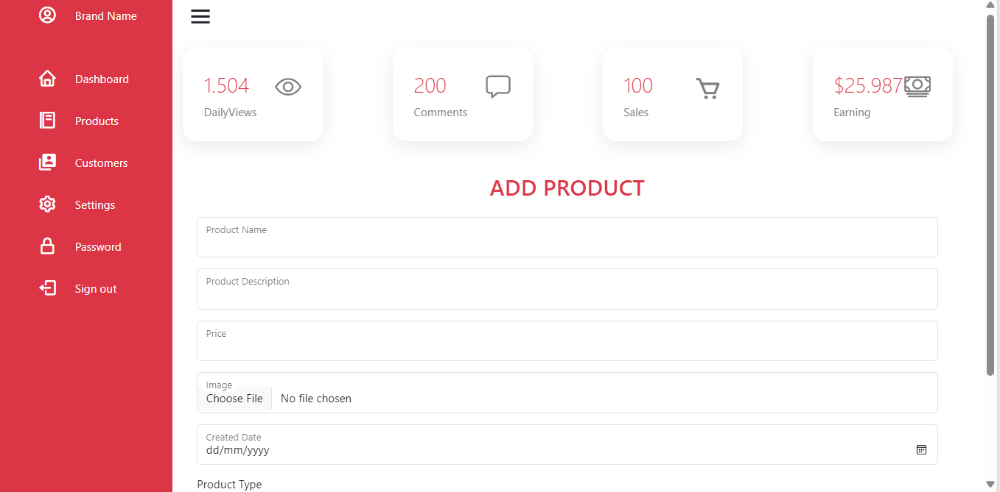 Brand Name
Dashboard
Products
Customers
Settings
Password
Sign out
1.504
DailyViews
200
Comments
100
Sales
$25.987
Earning
ADD PRODUCT
Product Name
Product Description
Price
Image
Choose File No file chosen
Created Date
dd/mm/yyyy
Product Type